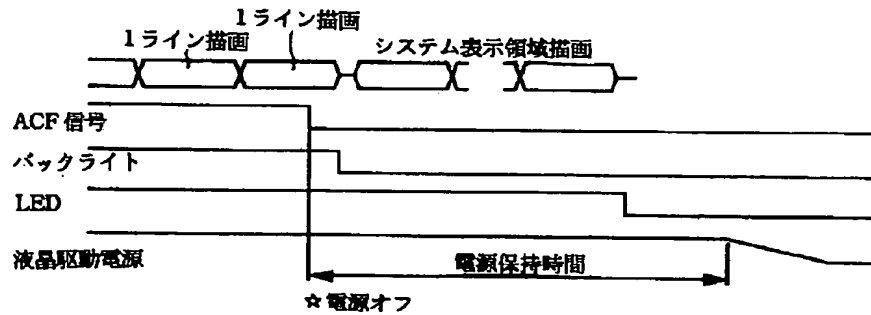 1ライン描画
1ライン描画
システム表示領域描画
ACF信号
バックライト
LED
液晶駆動電源
電源保持時間
☆電源オフ